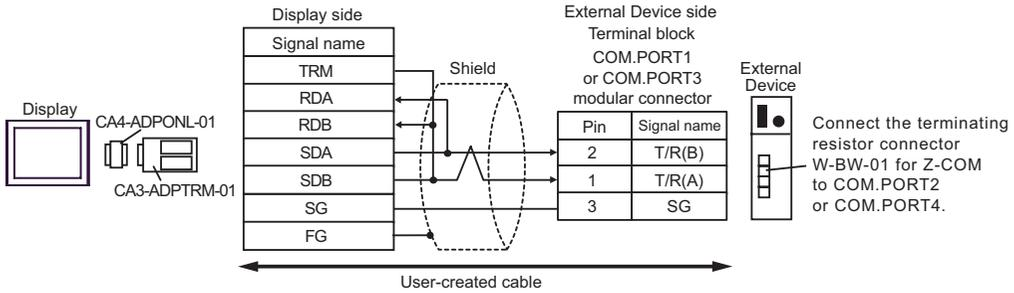 Display side
External Device side
Terminal block
COM.PORT1
or COM.PORT3
modular connector
Signal name
TRM
RDA
RDB
SDA
SDB
SG
FG
Shield
Pin
Signal name
2
T/R(B)
1
T/R(A)
3
SG
External
Device
Display
CA4-ADPONL-01
CA3-ADPTRM-01
Connect the terminating
resistor connector
W-BW-01 for Z-COM
to COM.PORT2
or COM.PORT4.
User-created cable